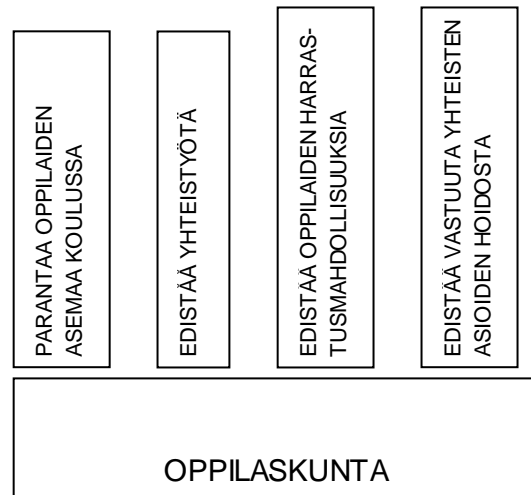 PARANTAA OPPILAIDEN
ASEMAA KOULUSSA
EDISTÄÄ YHTEISTYÖTÄ
EDISTÄÄ OPPILAIDEN HARRAS-
TUSMAHDOLLISUUKSIA
EDISTÄÄ VASTUUTA YHTEISTEN
ASIOIDEN HOIDOSTA
OPPILASKUNTA